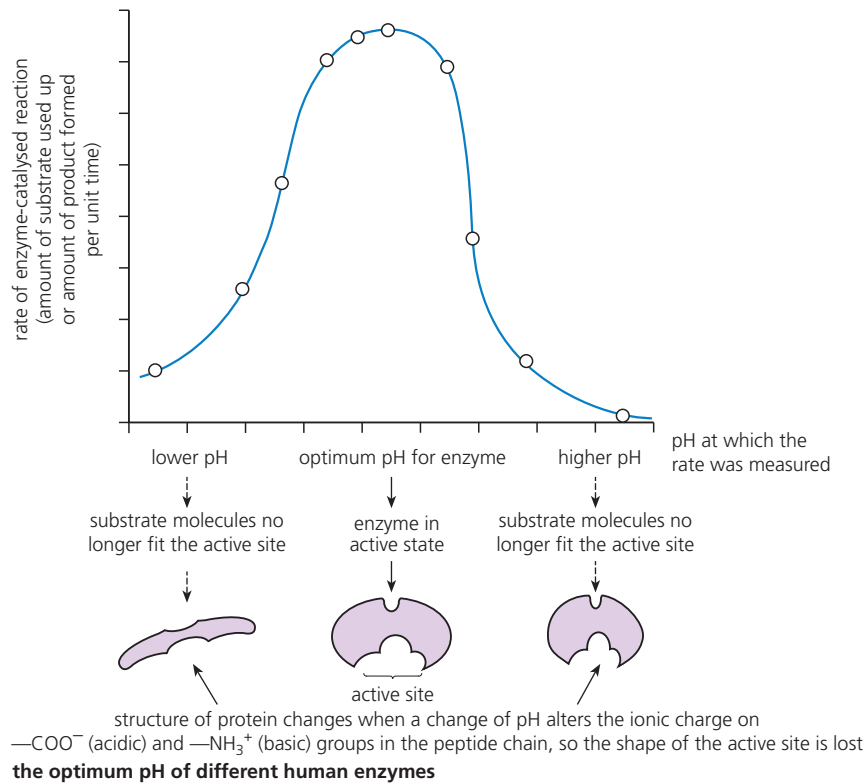 rate of enzyme-catalysed reaction
(amount of substrate used up
or amount of product formed
per unit time)
pH at which the
rate was measured
lower pH
optimum pH for enzyme
higher pH
substrate molecules no
longer fit the active site
enzyme in
active state
substrate molecules no
longer fit the active site
active site
structure of protein changes when a change of pH alters the ionic charge on
—COO⁻ (acidic) and —NH₃⁺ (basic) groups in the peptide chain, so the shape of the active site is lost
the optimum pH of different human enzymes